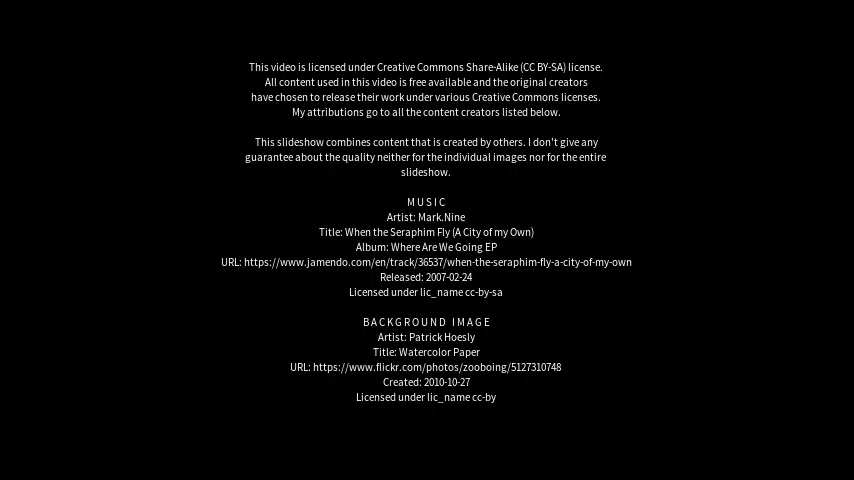 This video is licensed under Creative Commons Share-Alike (CC BY-SA) license.
All content used in this video is free available and the original creators
have chosen to release their work under various Creative Commons licenses.
My attributions go to all the content creators listed below.
This slideshow combines content that is created by others. I don't give any
guarantee about the quality neither for the individual images nor for the entire
slideshow.
MUSIC
Artist: Mark.Nine
Title: When the Seraphim Fly (A City of my Own)
Album: Where Are We Going EP
URL: https://www.jamendo.com/en/track/36537/when-the-seraphim-fly-a-city-of-my-own
Released: 2007-02-24
Licensed under lic_name cc-by-sa
BACKGROUND IMAGE
Artist: Patrick Hoesly
Title: Watercolor Paper
URL: https://www.flickr.com/photos/zooboing/5127310748
Created: 2010-10-27
Licensed under lic_name cc-by